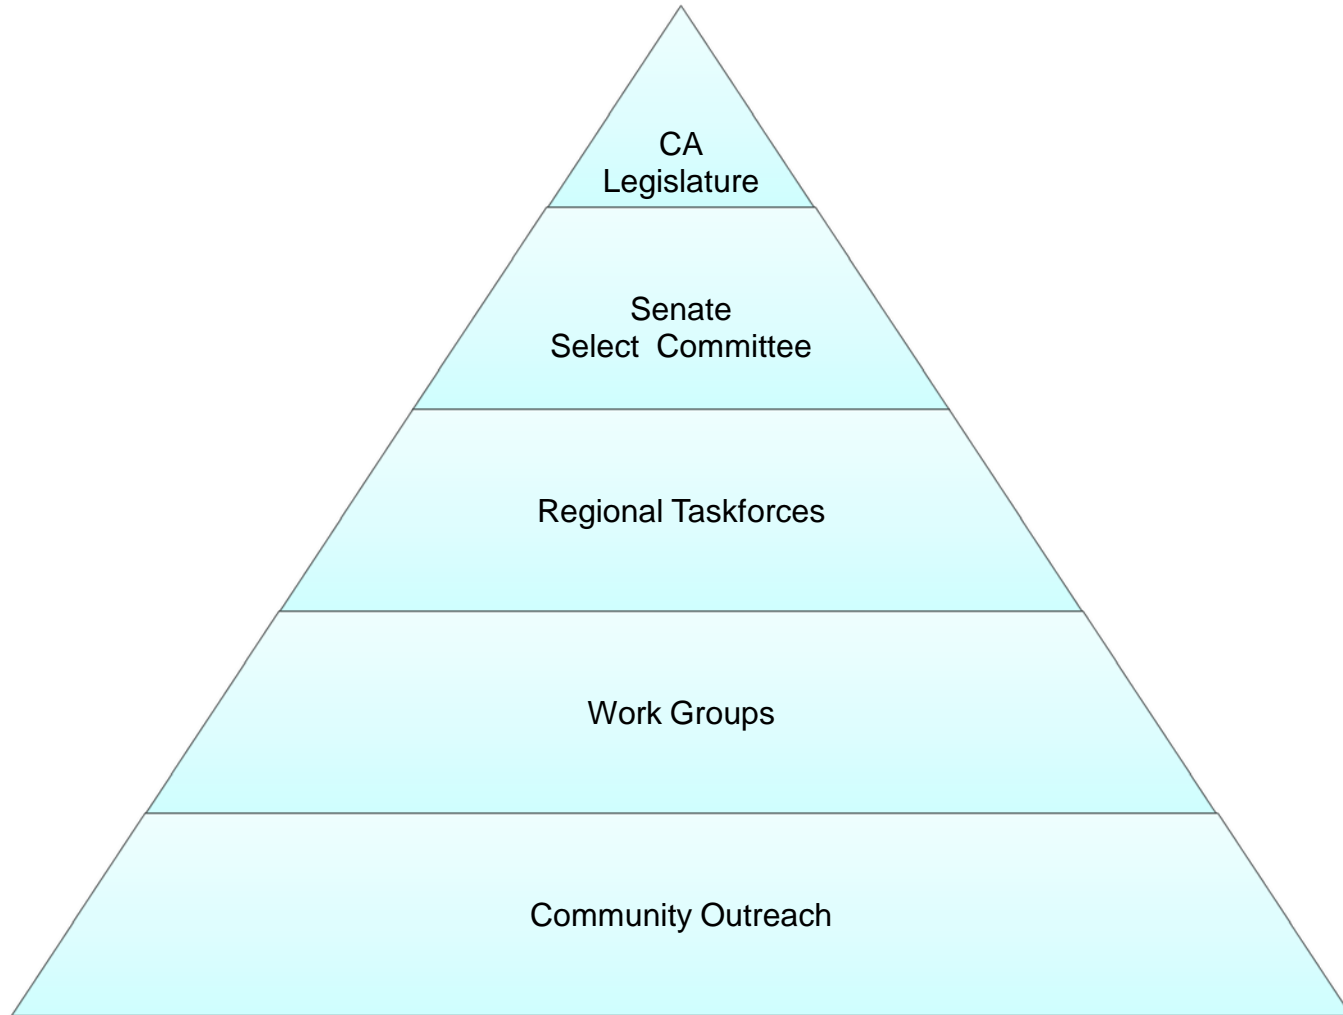 CA
Legislature
Senate
Select  Committee
Regional Taskforces
Work Groups
Community Outreach